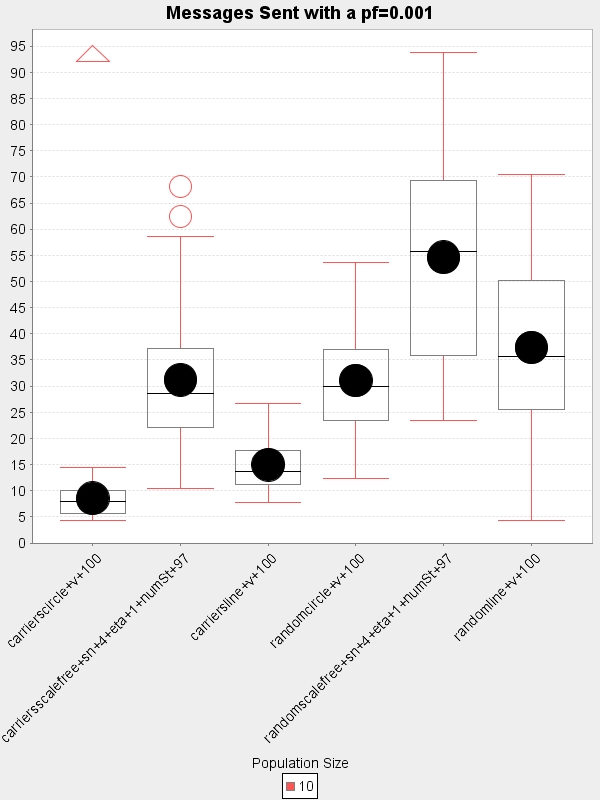 Messages Sent with a pf=0.001
95
90
85
80
75
70
65
60
55
50
45
40
35
30
25
20
15
10
5
0
carrierscircle+v+100
carriersscalefree+sn+4+eta+1+numSt+97
carriersline+v+100
randomcircle+v+100
randomscalefree+sn+4+eta+1+numSt+97
randomline+v+100
Population Size
10